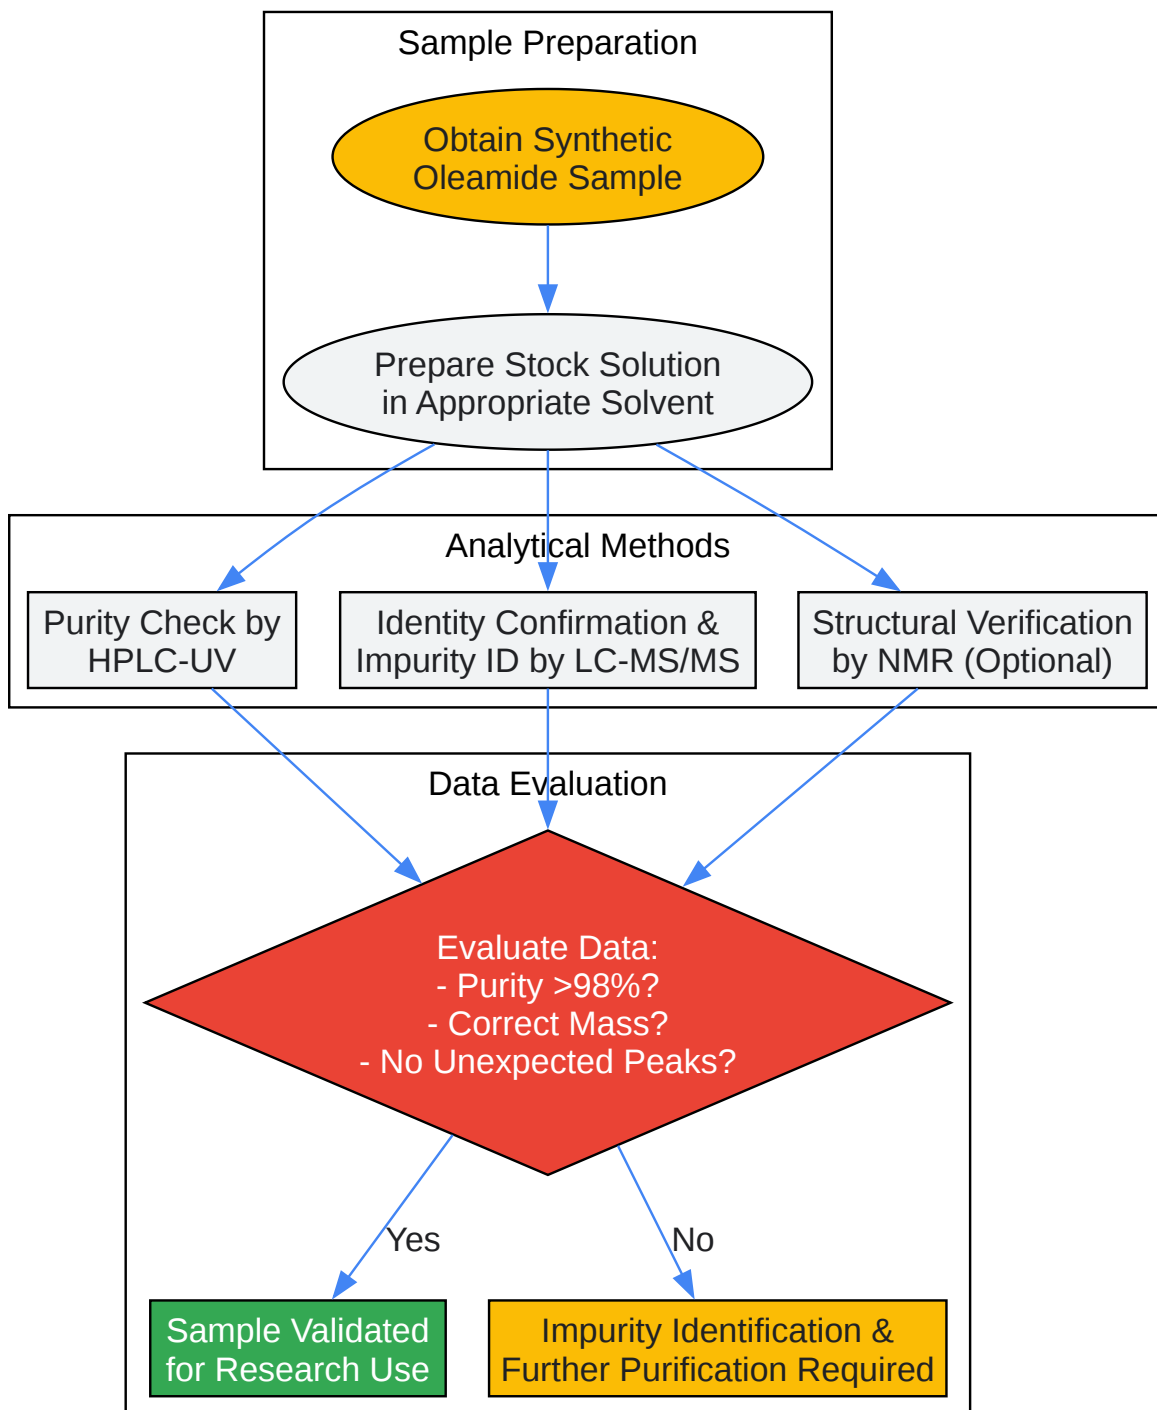 Sample Preparation
Obtain Synthetic
Oleamide Sample
Prepare Stock Solution
in Appropriate Solvent
Analytical Methods
Purity Check by
HPLC-UV
Identity Confirmation &
Impurity ID by LC-MS/MS
Structural Verification
by NMR (Optional)
Data Evaluation
Evaluate Data:
- Purity >98%?
- Correct Mass?
- No Unexpected Peaks?
Yes
No
Sample Validated
for Research Use
Impurity Identification &
Further Purification Required